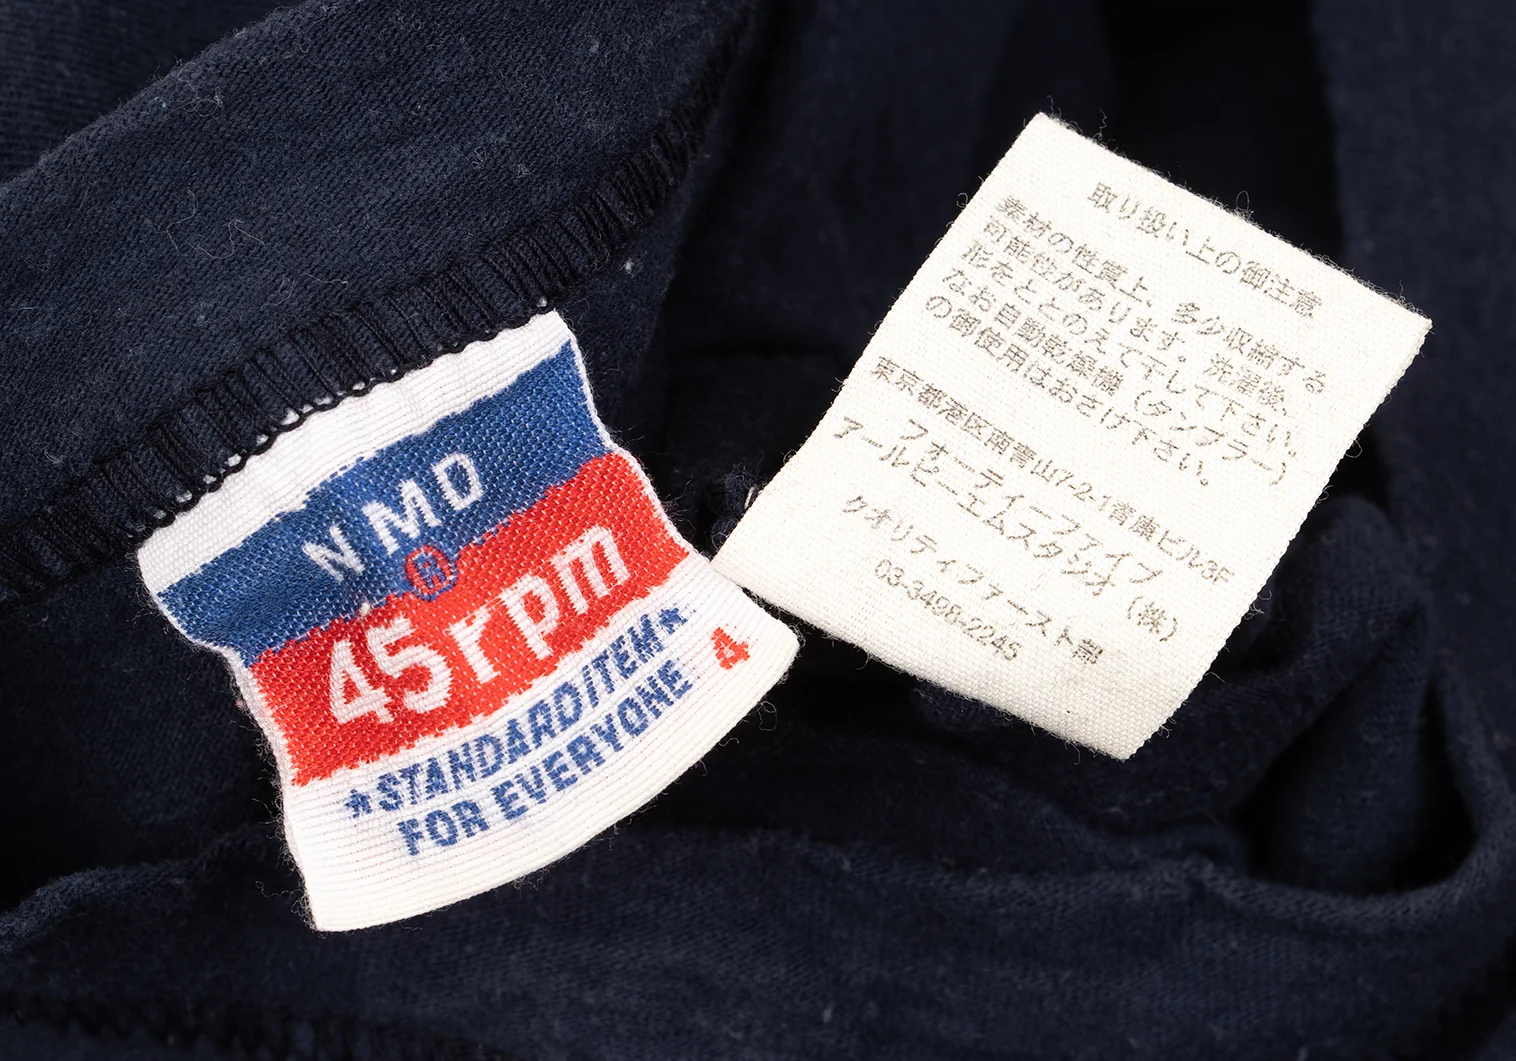 NMD
®
45rpm
★STANDARD ITEM★
FOR EVERYONE
4
取り扱い上の御注意
素材の性質上、多少収縮する
可能性があります。洗濯後、
形をととのえて干して下さい。
なお自動乾燥機（タンブラー）
の御使用はおさけ下さい。
東京都港区南青山7-2-1青南ビル3F
フォーティーファイブ
アールピーエムスタジオ（株）
クオリティファースト部
03-3498-2245